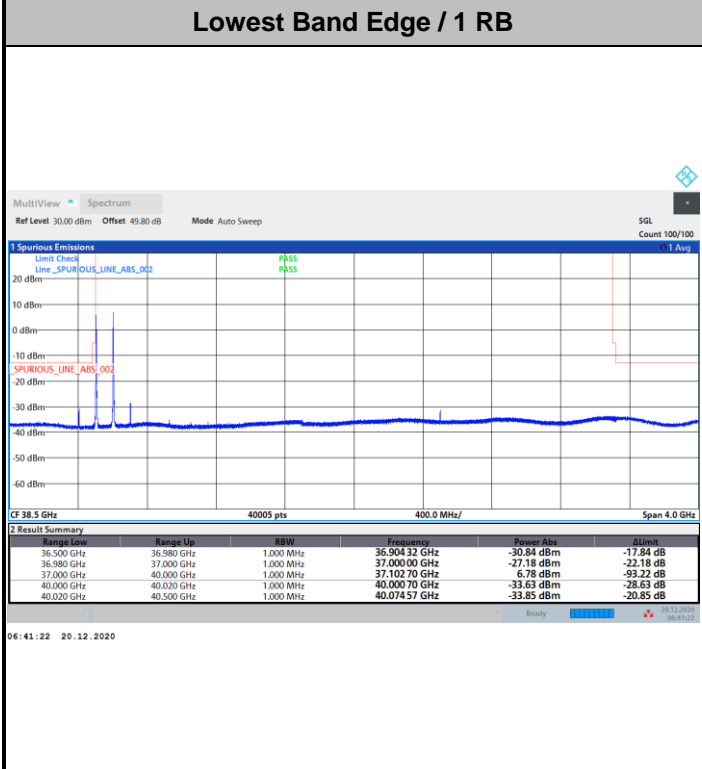 Lowest Band Edge / 1 RB
MultiView Spectrum
Ref Level 30.00 dBm Offset 49.80 dB Mode Auto Sweep SGL
Count 100/100
1 Spurious Emissions 1 Avg
Limit Check PASS
Line _SPURIOUS_LINE_ABS_002 PASS
20 dBm
10 dBm
0 dBm
-10 dBm
_SPURIOUS_LINE_ABS_002
-20 dBm
-30 dBm
-40 dBm
-50 dBm
-60 dBm
CF 38.5 GHz 40005 pts 400.0 MHz/ Span 4.0 GHz
2 Result Summary
Range Low Range Up RBW Frequency Power Abs ΔLimit
36.500 GHz 36.980 GHz 1.000 MHz 36.904 32 GHz -30.84 dBm -17.84 dB
36.980 GHz 37.000 GHz 1.000 MHz 37.000 00 GHz -27.18 dBm -22.18 dB
37.000 GHz 40.000 GHz 1.000 MHz 37.102 70 GHz 6.78 dBm -93.22 dB
40.000 GHz 40.020 GHz 1.000 MHz 40.000 70 GHz -33.63 dBm -28.63 dB
40.020 GHz 40.500 GHz 1.000 MHz 40.074 57 GHz -33.85 dBm -20.85 dB
Ready 20.12.2020
06:41:22
06:41:22 20.12.2020